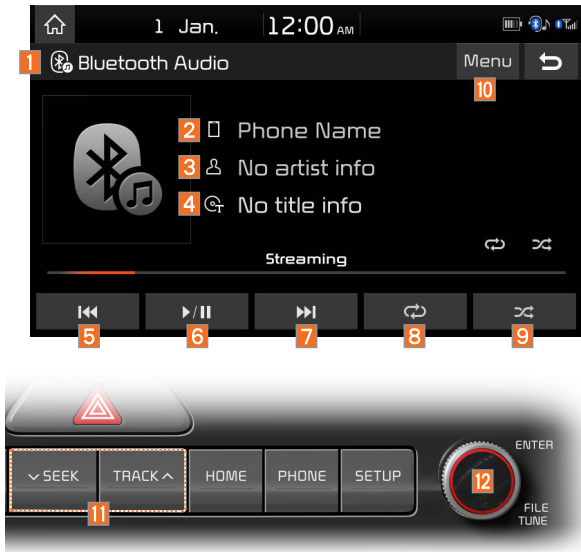 1 Jan. 12:00 AM
1 Bluetooth Audio Menu
10
2 Phone Name
3 No artist info
4 No title info
Streaming
5 6 7 8 9
SEEK TRACK HOME PHONE SETUP
11
ENTER
12
FILE
TUNE